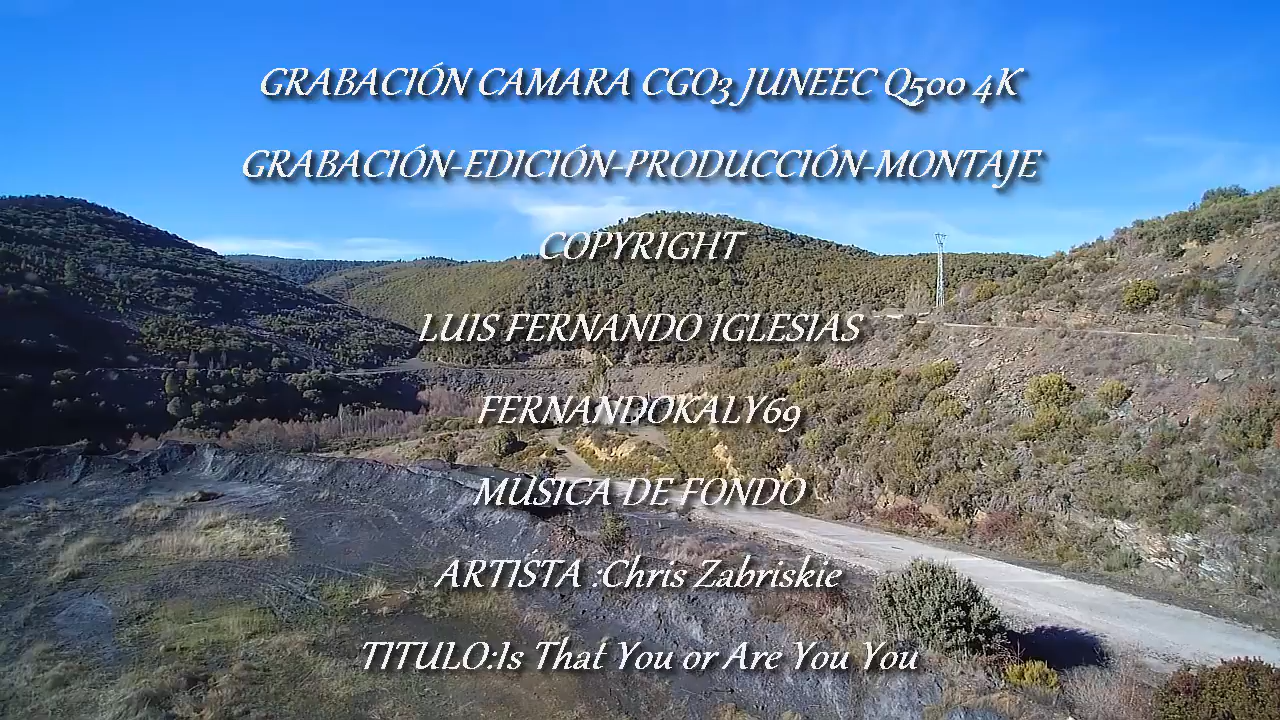 GRABACIÓN CAMARA CGO3 JUNEEC Q500 4K
GRABACIÓN-EDICIÓN-PRODUCCIÓN-MONTAJE
COPYRIGHT
LUIS FERNANDO IGLESIAS
FERNANDOKALY69
MUSICA DE FONDO
ARTISTA :Chris Zabriskie
TITULO:Is That You or Are You You